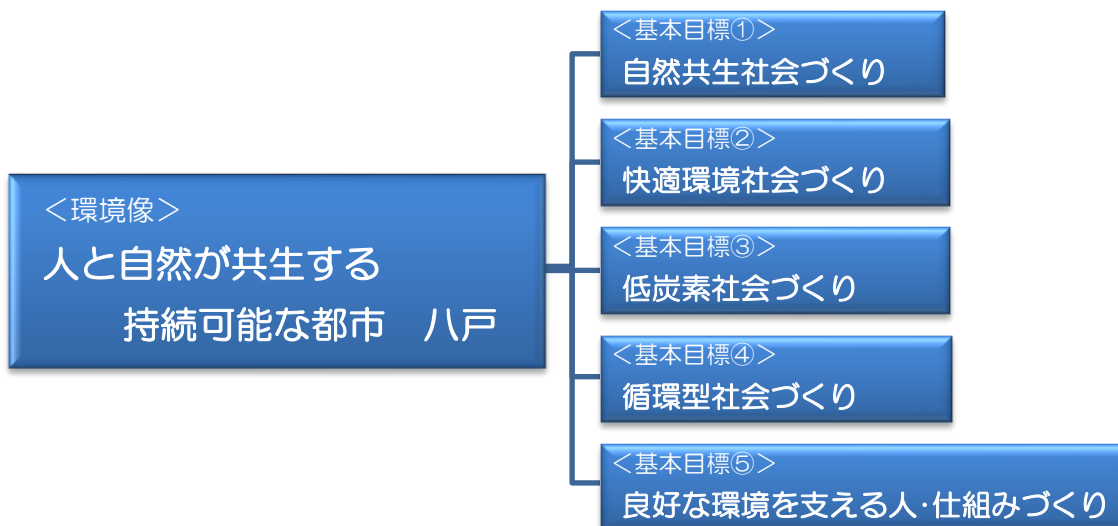 ＜環境像＞
人と自然が共生する
持続可能な都市　八戸
＜基本目標①＞
自然共生社会づくり
＜基本目標②＞
快適環境社会づくり
＜基本目標③＞
低炭素社会づくり
＜基本目標④＞
循環型社会づくり
＜基本目標⑤＞
良好な環境を支える人･仕組みづくり